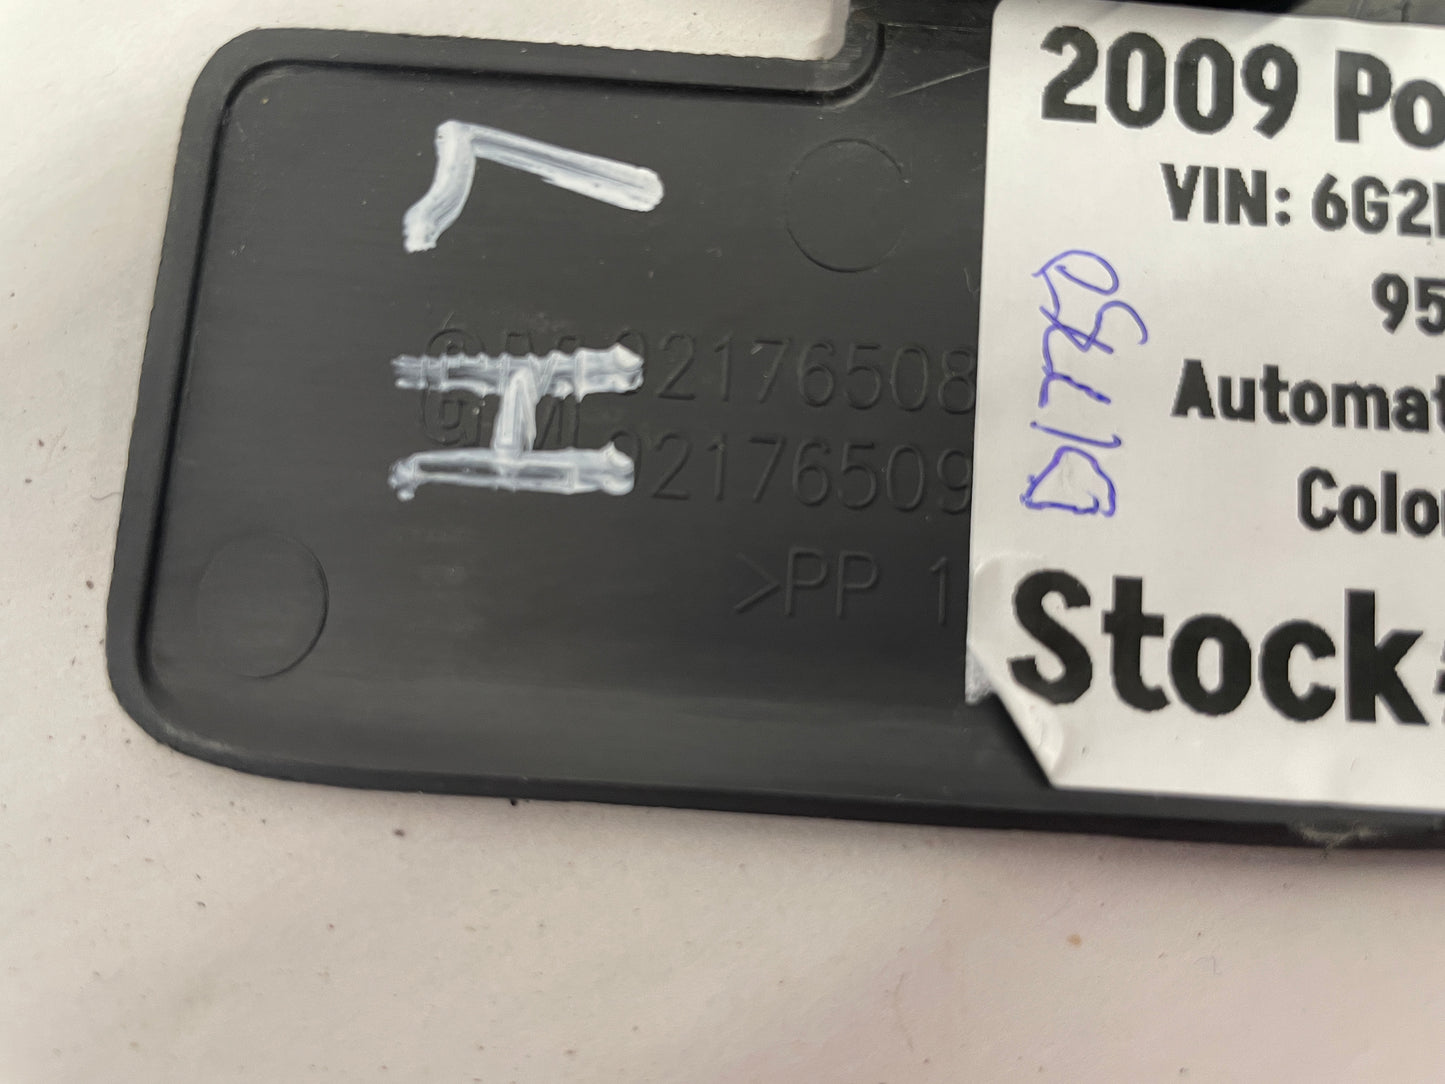 L H
GM 92176508
GM 92176509
>PP 1
2009 Po
VIN: 6G2
95
Automat
Colo
Stock